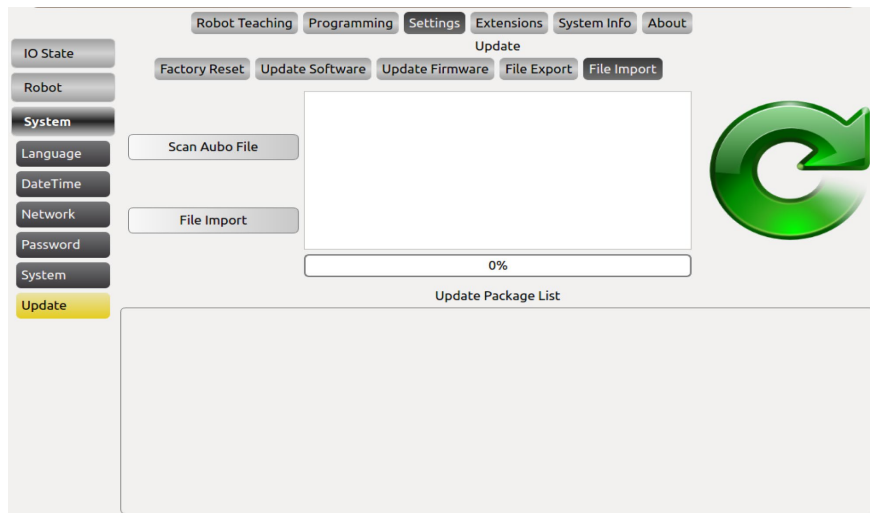 Robot Teaching Programming Settings Extensions System Info About
Update
Factory Reset Update Software Update Firmware File Export File Import
IO State
Robot
System
Language
DateTime
Network
Password
System
Update
Scan Aubo File
File Import
0%
Update Package List